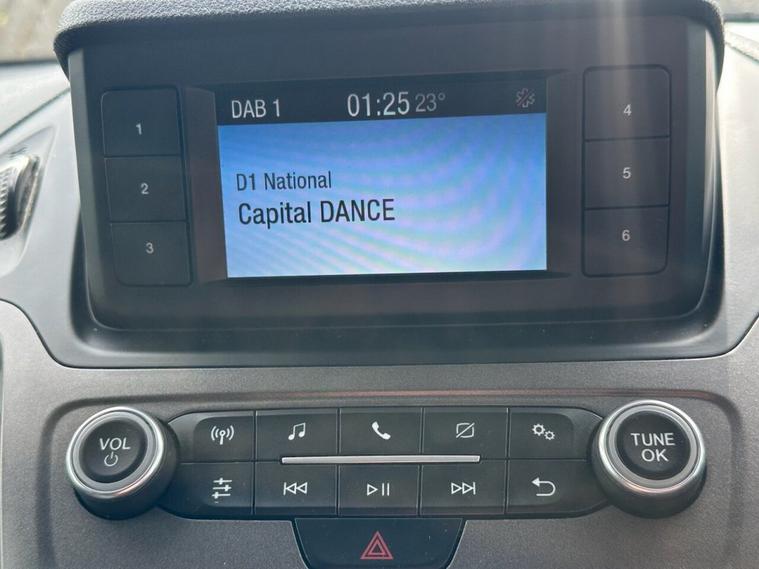 DAB 1 01:25 23°
D1 National
Capital DANCE
1
2
3
4
5
6
VOL
TUNE
OK